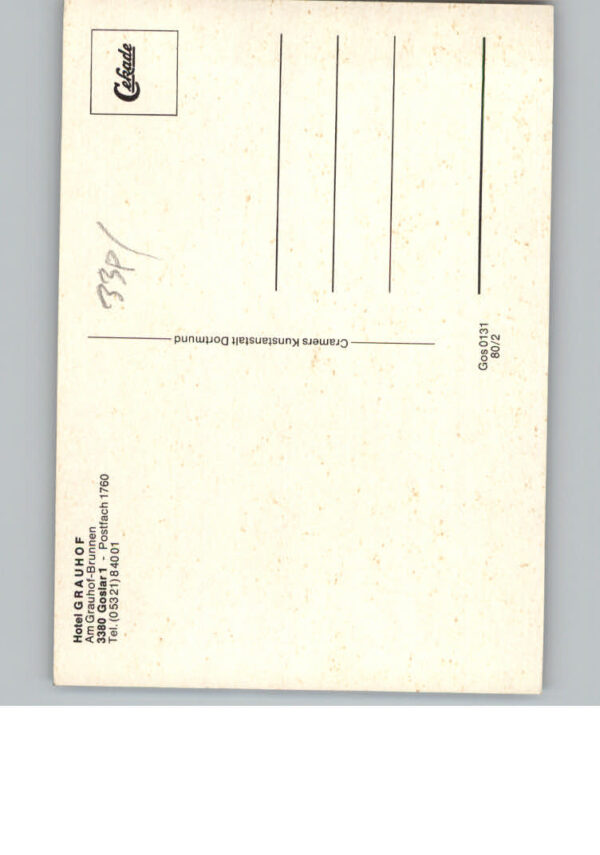 Hotel GRAUHOF
Am Grauhof-Brunnen
3380 Goslar 1 - Postfach 1760
Tel. (05321) 84001
Cramers Kunstanstalt Dortmund
Cekade
33P/
Gos 0131
80/2